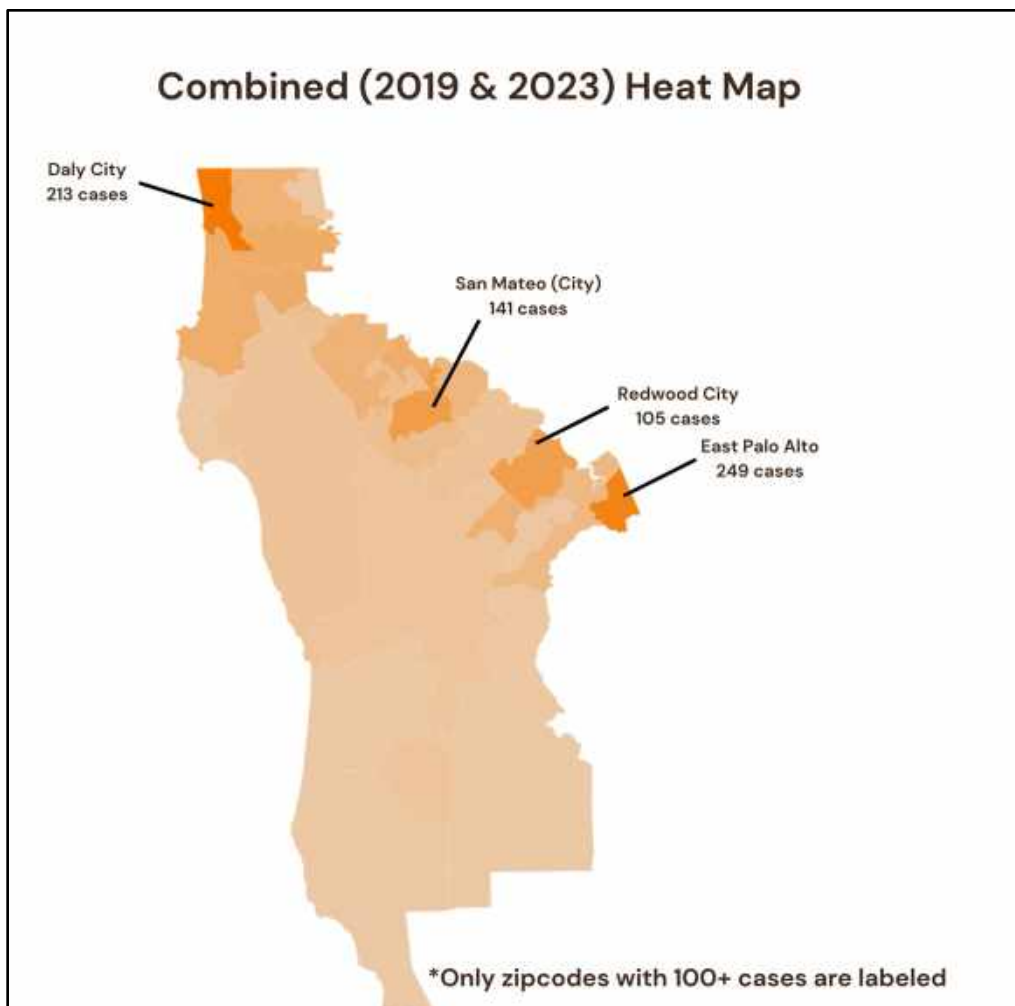 Combined (2019 & 2023) Heat Map
Daly City
213 cases
San Mateo (City)
141 cases
Redwood City
105 cases
East Palo Alto
249 cases
*Only zipcodes with 100+ cases are labeled